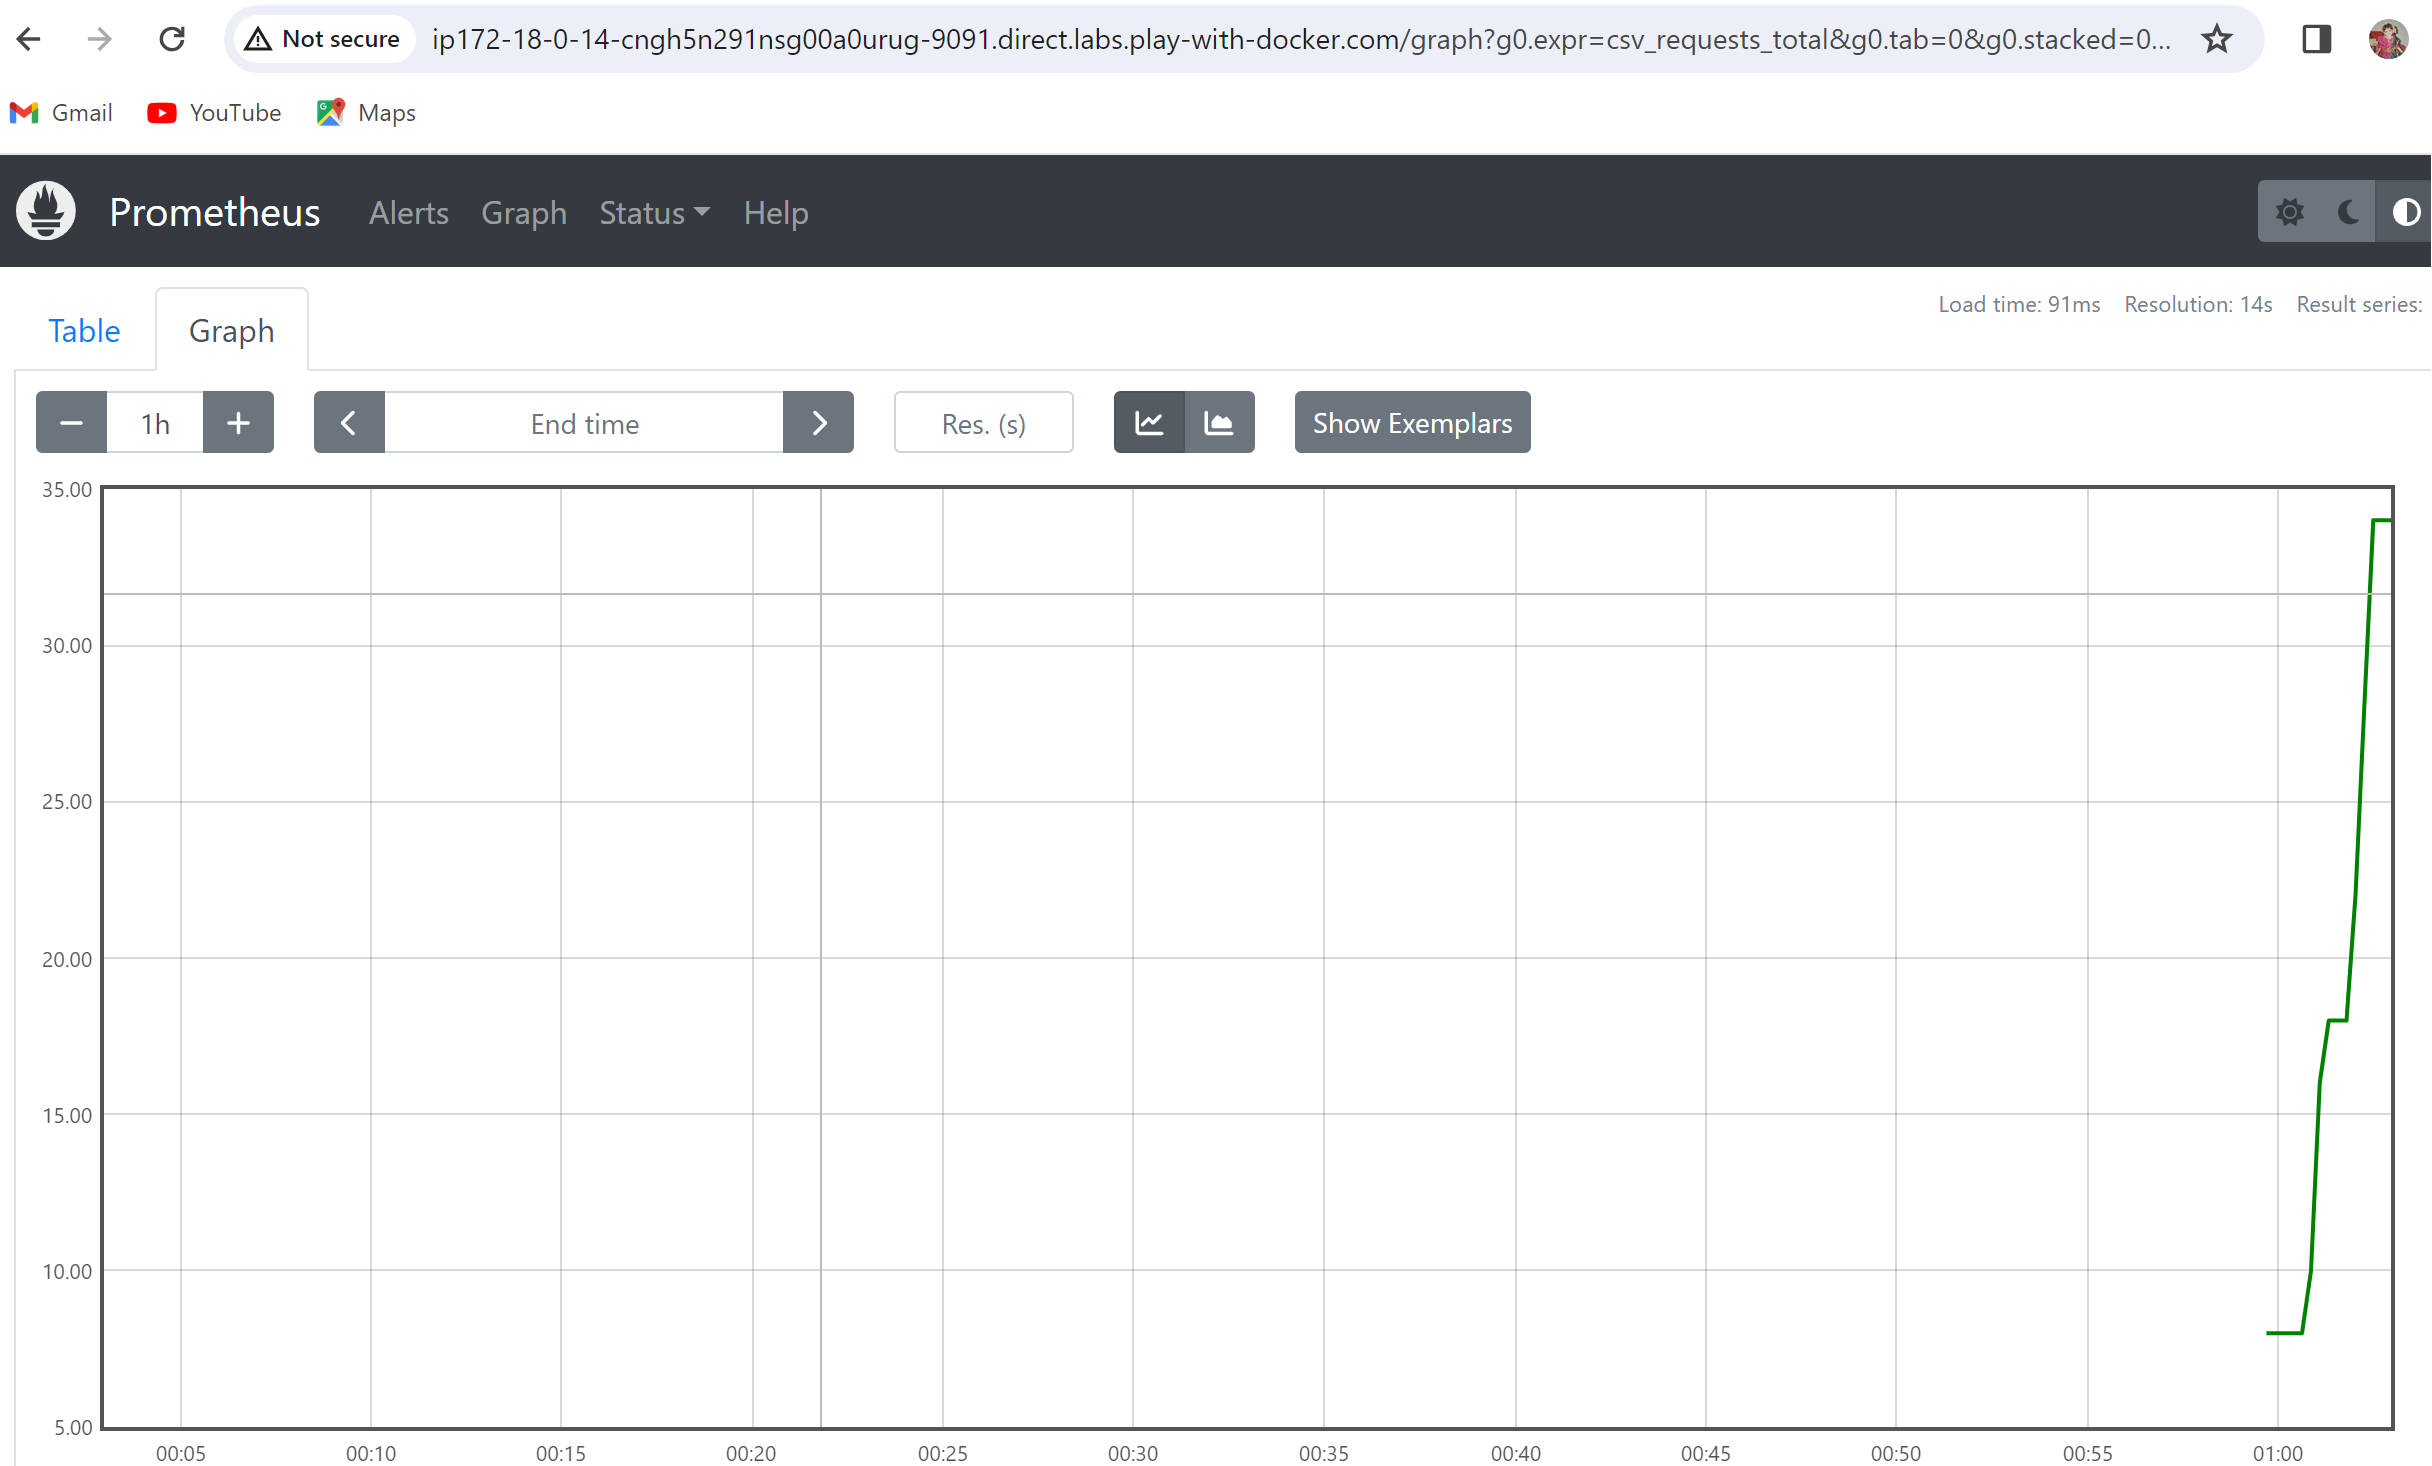 Not secure ip172-18-0-14-cngh5n291nsg00a0urug-9091.direct.labs.play-with-docker.com/graph?g0.expr=csv_requests_total&g0.tab=0&g0.stacked=0...
Gmail YouTube Maps
Prometheus Alerts Graph Status Help
Load time: 91ms Resolution: 14s Result series:
Table Graph
1h End time Res. (s) Show Exemplars
35.00
30.00
25.00
20.00
15.00
10.00
5.00
00:05 00:10 00:15 00:20 00:25 00:30 00:35 00:40 00:45 00:50 00:55 01:00